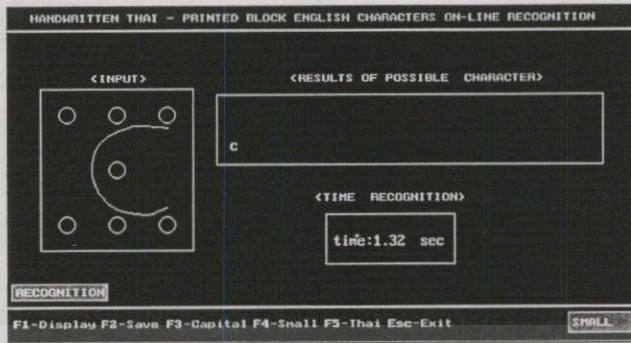 HANDWRITTEN THAI - PRINTED BLOCK ENGLISH CHARACTERS ON-LINE RECOGNITION
<INPUT>
<RESULTS OF POSSIBLE CHARACTER>
c
<TIME RECOGNITION>
time:1.32 sec
RECOGNITION
F1-Display F2-Save F3-Capital F4-Small F5-Thai Esc-Exit
SMALL